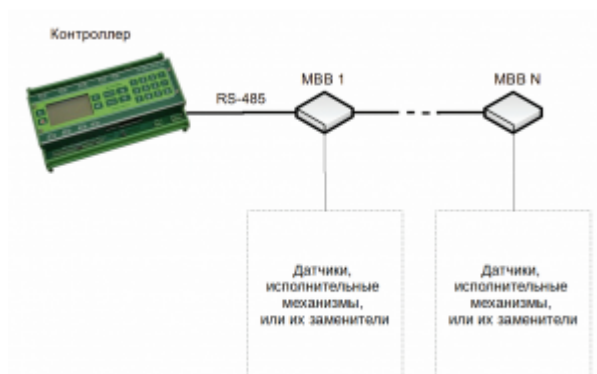 Контроллер
RS-485
МВВ 1
МВВ N
Датчики,
исполнительные
механизмы,
или их заменители
Датчики,
исполнительные
механизмы,
или их заменители